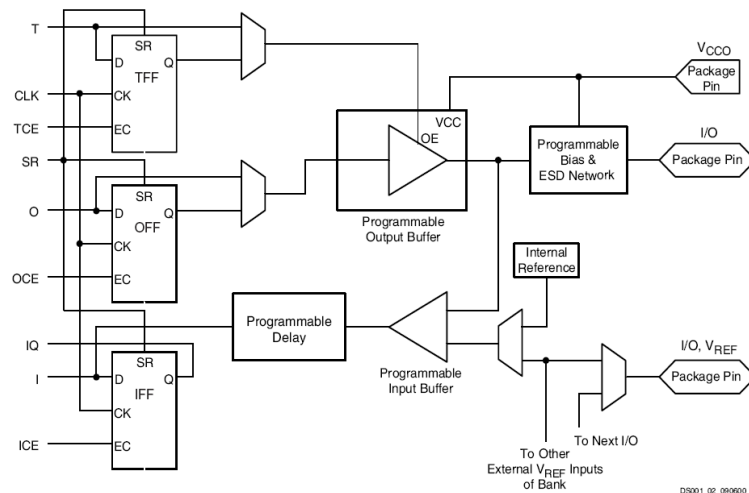 T
SR
D
Q
TFF
CLK
CK
TCE
EC
VCCO
Package
Pin
VCC
OE
I/O
Package Pin
Programmable
Bias &
ESD Network
SR
SR
O
D
Q
OFF
CK
OCE
EC
Programmable
Output Buffer
Internal
Reference
Programmable
Delay
Programmable
Input Buffer
IQ
SR
I
D
Q
IFF
CK
ICE
EC
I/O, VREF
Package Pin
To Next I/O
To Other
External VREF Inputs
of Bank
DS001_02_090600